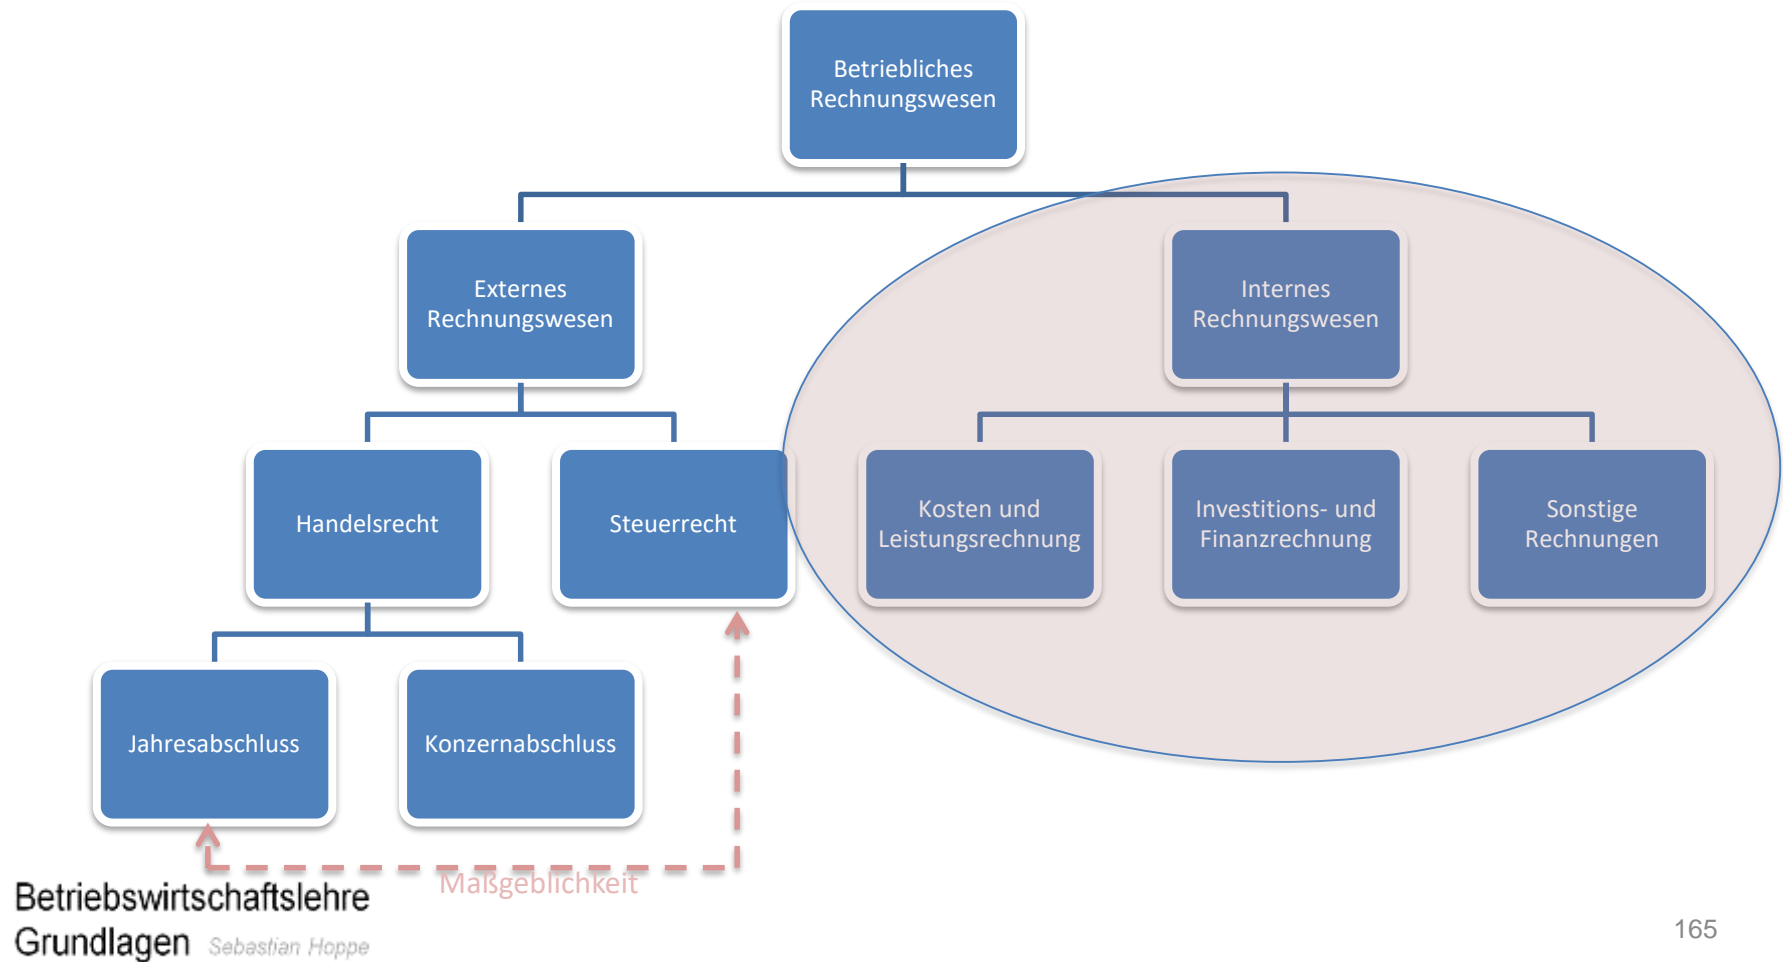 Betriebliches
Rechnungswesen
Externes
Rechnungswesen
Internes
Rechnungswesen
Handelsrecht
Steuerrecht
Kosten und
Leistungsrechnung
Investitions- und
Finanzrechnung
Sonstige
Rechnungen
Jahresabschluss
Konzernabschluss
Maßgeblichkeit
Betriebswirtschaftslehre
Grundlagen Sebastian Hoppe
165